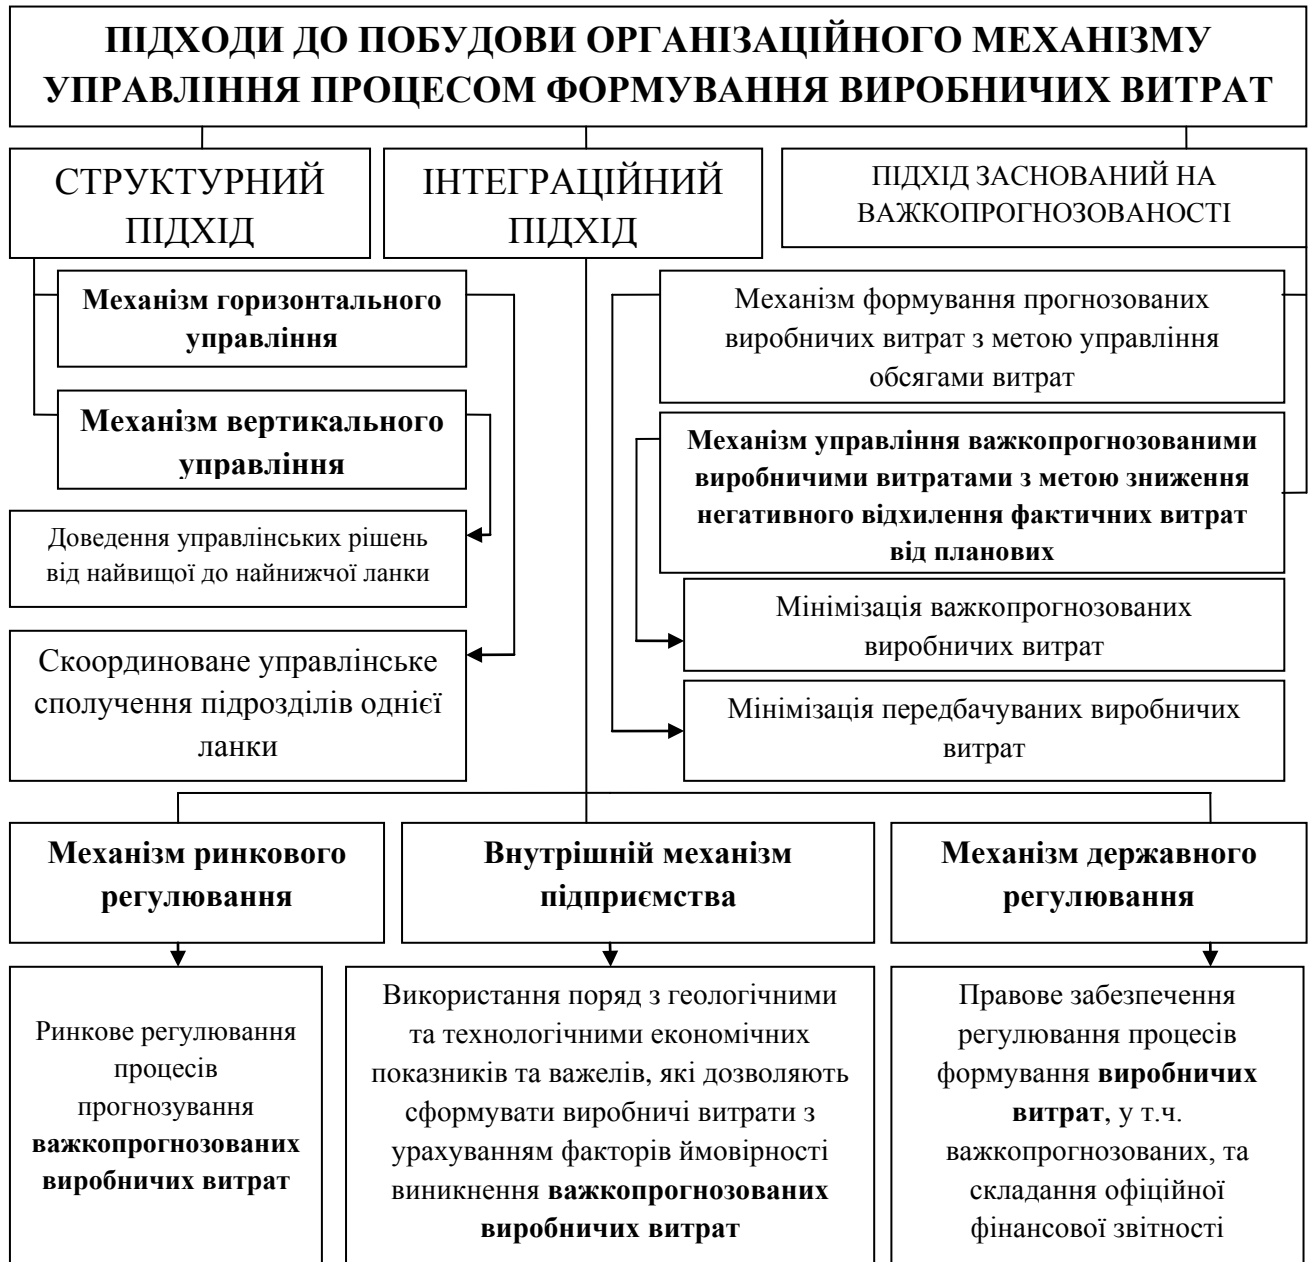 ПІДХОДИ ДО ПОБУДОВИ ОРГАНІЗАЦІЙНОГО МЕХАНІЗМУ
УПРАВЛІННЯ ПРОЦЕСОМ ФОРМУВАННЯ ВИРОБНИЧИХ ВИТРАТ
СТРУКТУРНИЙ
ПІДХІД
ІНТЕГРАЦІЙНИЙ
ПІДХІД
ПІДХІД ЗАСНОВАНИЙ НА
ВАЖКОПРОГНОЗОВАНОСТІ
Механізм горизонтального
управління
Механізм вертикального
управління
Доведення управлінських рішень
від найвищої до найнижчої ланки
Скоординоване управлінське
сполучення підрозділів однієї
ланки
Механізм формування прогнозованих
виробничих витрат з метою управління
обсягами витрат
Механізм управління важкопрогнозованими
виробничими витратами з метою зниження
негативного відхилення фактичних витрат
від планових
Мінімізація важкопрогнозованих
виробничих витрат
Мінімізація передбачуваних виробничих
витрат
Механізм ринкового
регулювання
Внутрішній механізм
підприємства
Механізм державного
регулювання
Ринкове регулювання
процесів
прогнозування
важкопрогнозованих
виробничих витрат
Використання поряд з геологічними
та технологічними економічних
показників та важелів, які дозволяють
сформувати виробничі витрати з
урахуванням факторів ймовірності
виникнення важкопрогнозованих
виробничих витрат
Правове забезпечення
регулювання процесів
формування виробничих
витрат, у т.ч.
важкопрогнозованих, та
складання офіційної
фінансової звітності